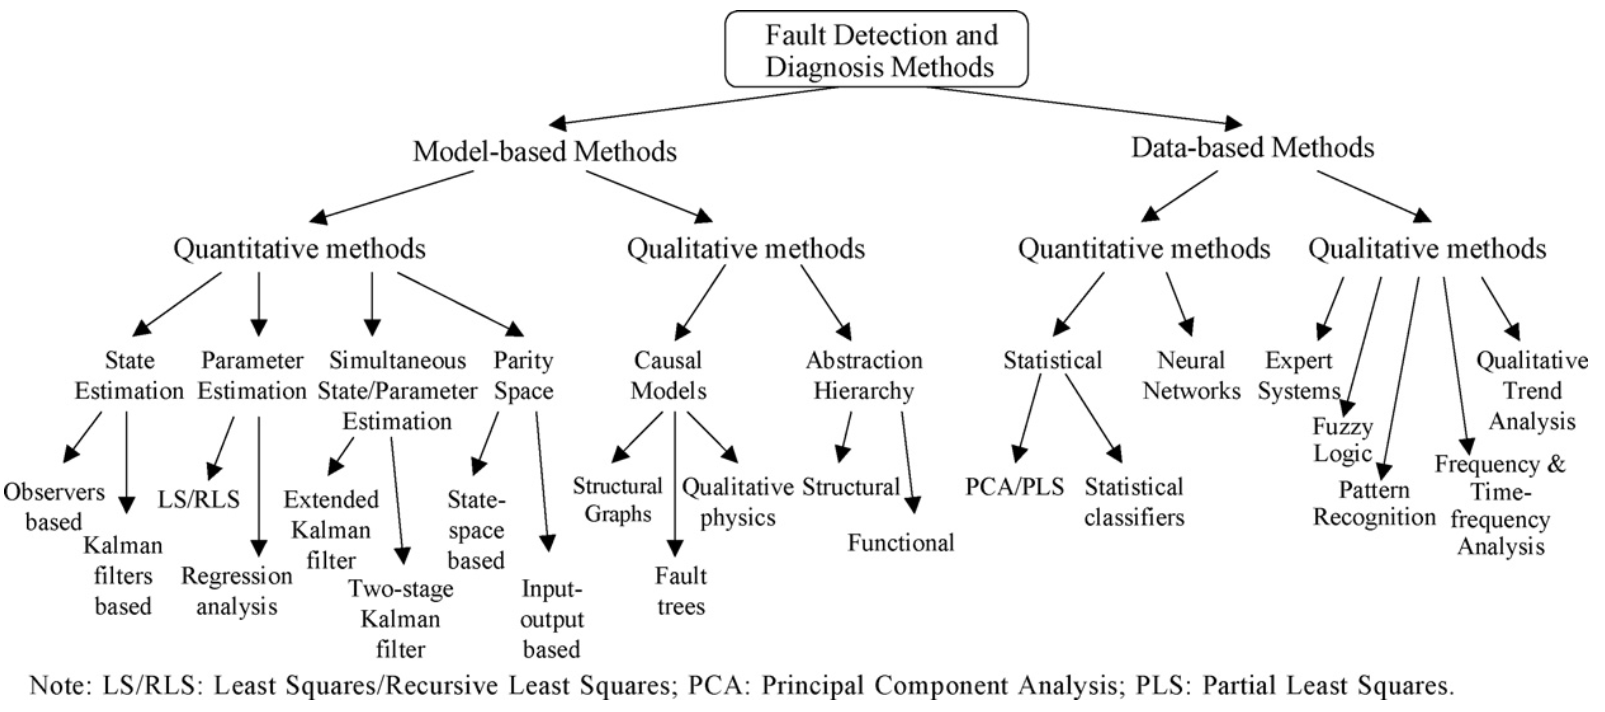 Fault Detection and
Diagnosis Methods
Model-based Methods
Data-based Methods
Quantitative methods
Qualitative methods
Quantitative methods
Qualitative methods
State
Estimation
Parameter
Estimation
Simultaneous
State/Parameter
Estimation
Parity
Space
Causal
Models
Abstraction
Hierarchy
Statistical
Neural
Networks
Expert
Systems
Fuzzy
Logic
Pattern
Recognition
Frequency &
Time-
frequency
Analysis
Qualitative
Trend
Analysis
Observers
based
Kalman
filters
based
LS/RLS
Regression
analysis
Extended
Kalman
filter
Two-stage
Kalman
filter
State-
space
based
Input-
output
based
Structural
Graphs
Fault
trees
Qualitative
physics
Structural
Functional
PCA/PLS
Statistical
classifiers
Note: LS/RLS: Least Squares/Recursive Least Squares; PCA: Principal Component Analysis; PLS: Partial Least Squares.